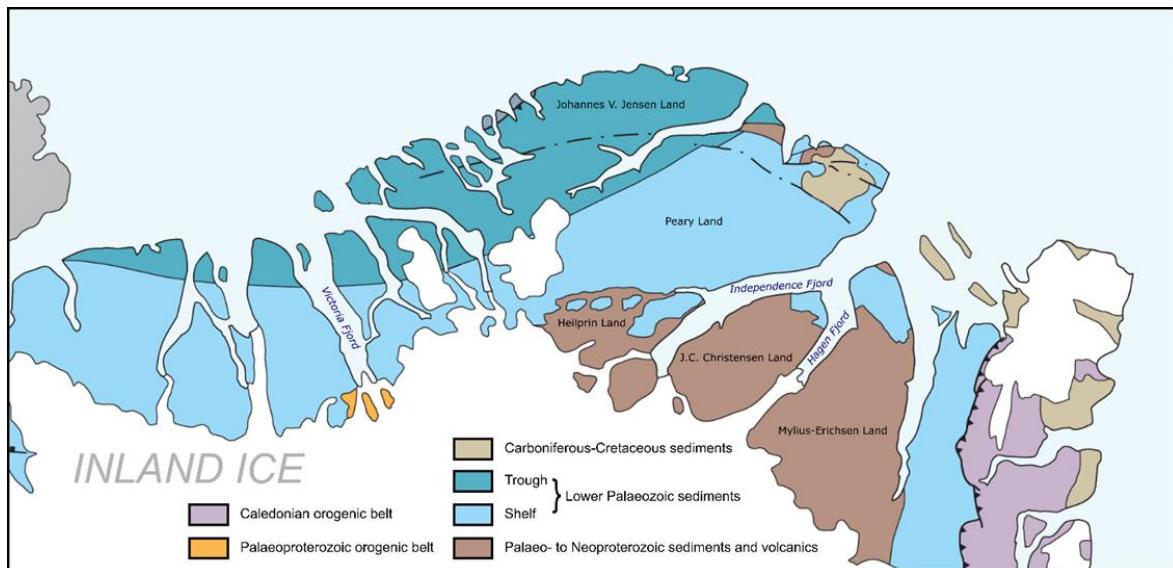 Johannes V. Jensen Land
Peary Land
Victoria Fjord
Independence Fjord
Heilprin Land
Hagen Fjord
J.C. Christensen Land
Mylius-Erichsen Land
INLAND ICE
Carboniferous-Cretaceous sediments
Trough
Lower Palaeozoic sediments
Shelf
Caledonian orogenic belt
Palaeoproterozoic orogenic belt
Palaeo- to Neoproterozoic sediments and volcanics